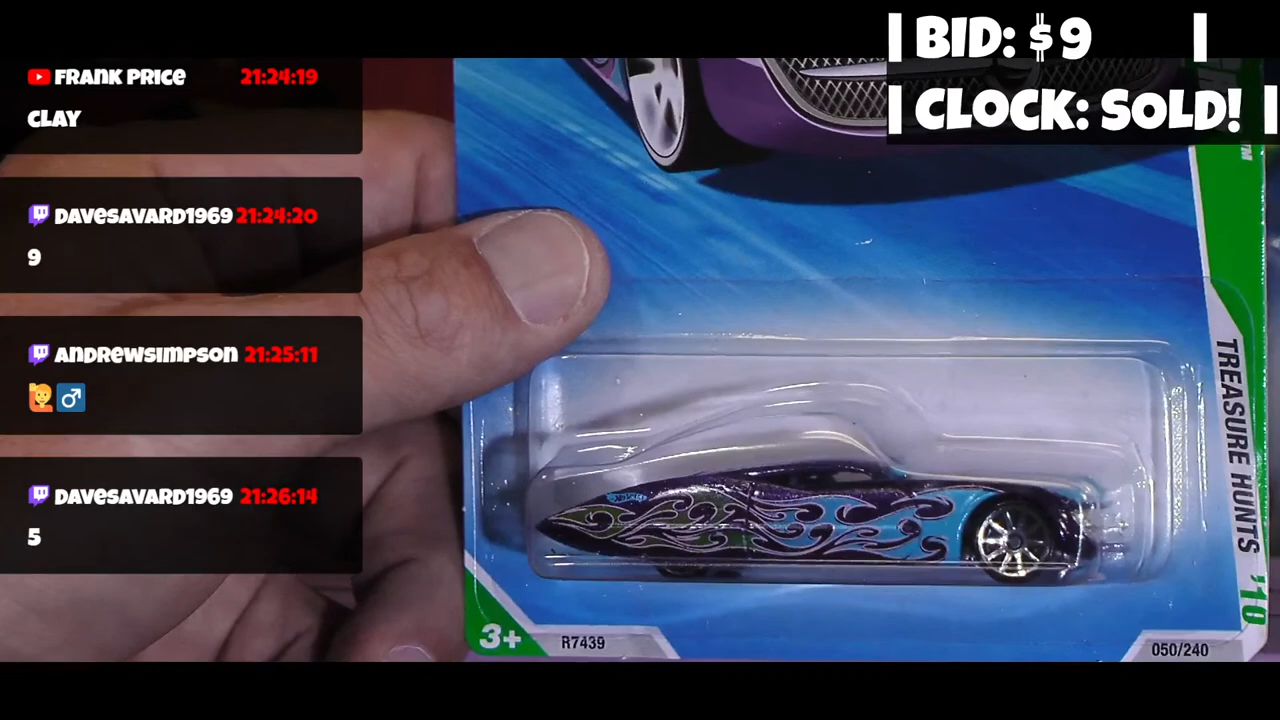 | BID: $9 |
| CLOCK: SOLD! |
FRANK PRICE 21:24:19
CLAY
DAVESAVARD1969 21:24:20
9
ANDREWSIMPSON 21:25:11
🙋‍♂️
DAVESAVARD1969 21:26:14
5
TREASURE HUNTS '10
3+
R7439
050/240